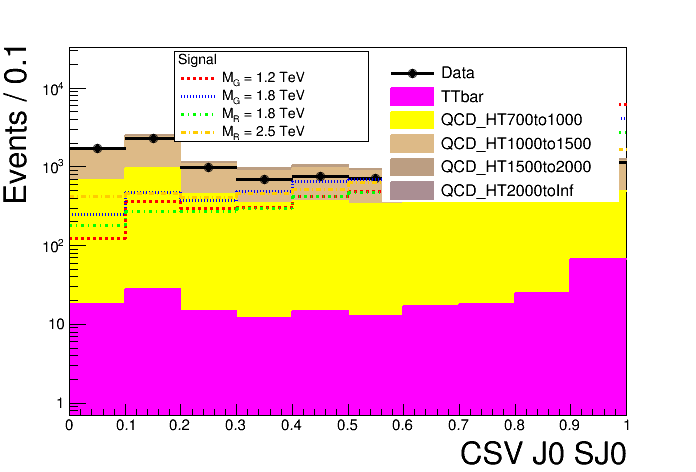 Events / 0.1
10^4
10^3
10^2
10
1
Signal
M_G = 1.2 TeV
M_G = 1.8 TeV
M_R = 1.8 TeV
M_R = 2.5 TeV
Data
TTbar
QCD_HT700to1000
QCD_HT1000to1500
QCD_HT1500to2000
QCD_HT2000toInf
0 0.1 0.2 0.3 0.4 0.5 0.6 0.7 0.8 0.9 1
CSV J0 SJ0